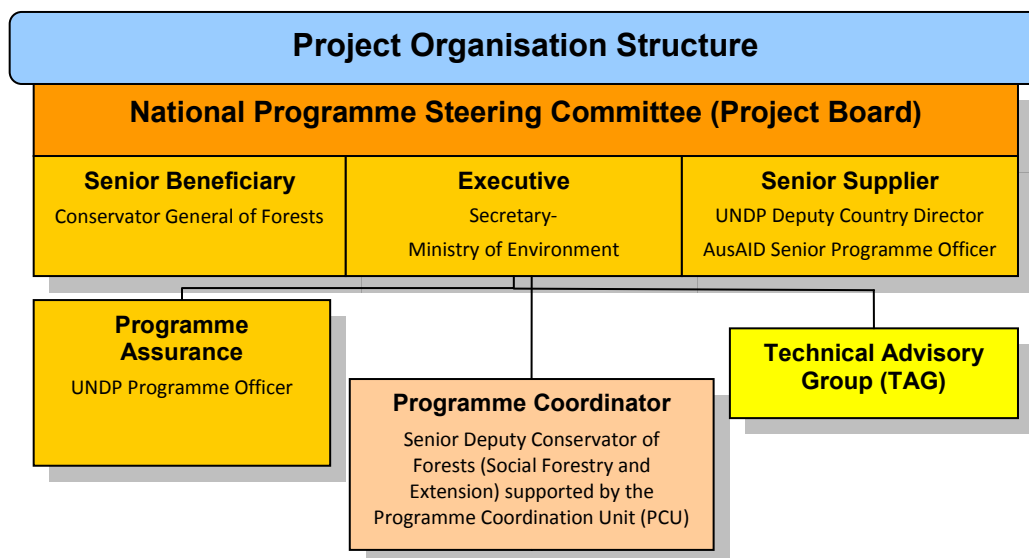 Project Organisation Structure
National Programme Steering Committee (Project Board)
Senior Beneficiary
Conservator General of Forests
Executive
Secretary-
Ministry of Environment
Senior Supplier
UNDP Deputy Country Director
AusAID Senior Programme Officer
Programme
Assurance
UNDP Programme Officer
Programme Coordinator
Senior Deputy Conservator of
Forests (Social Forestry and
Extension) supported by the
Programme Coordination Unit (PCU)
Technical Advisory
Group (TAG)